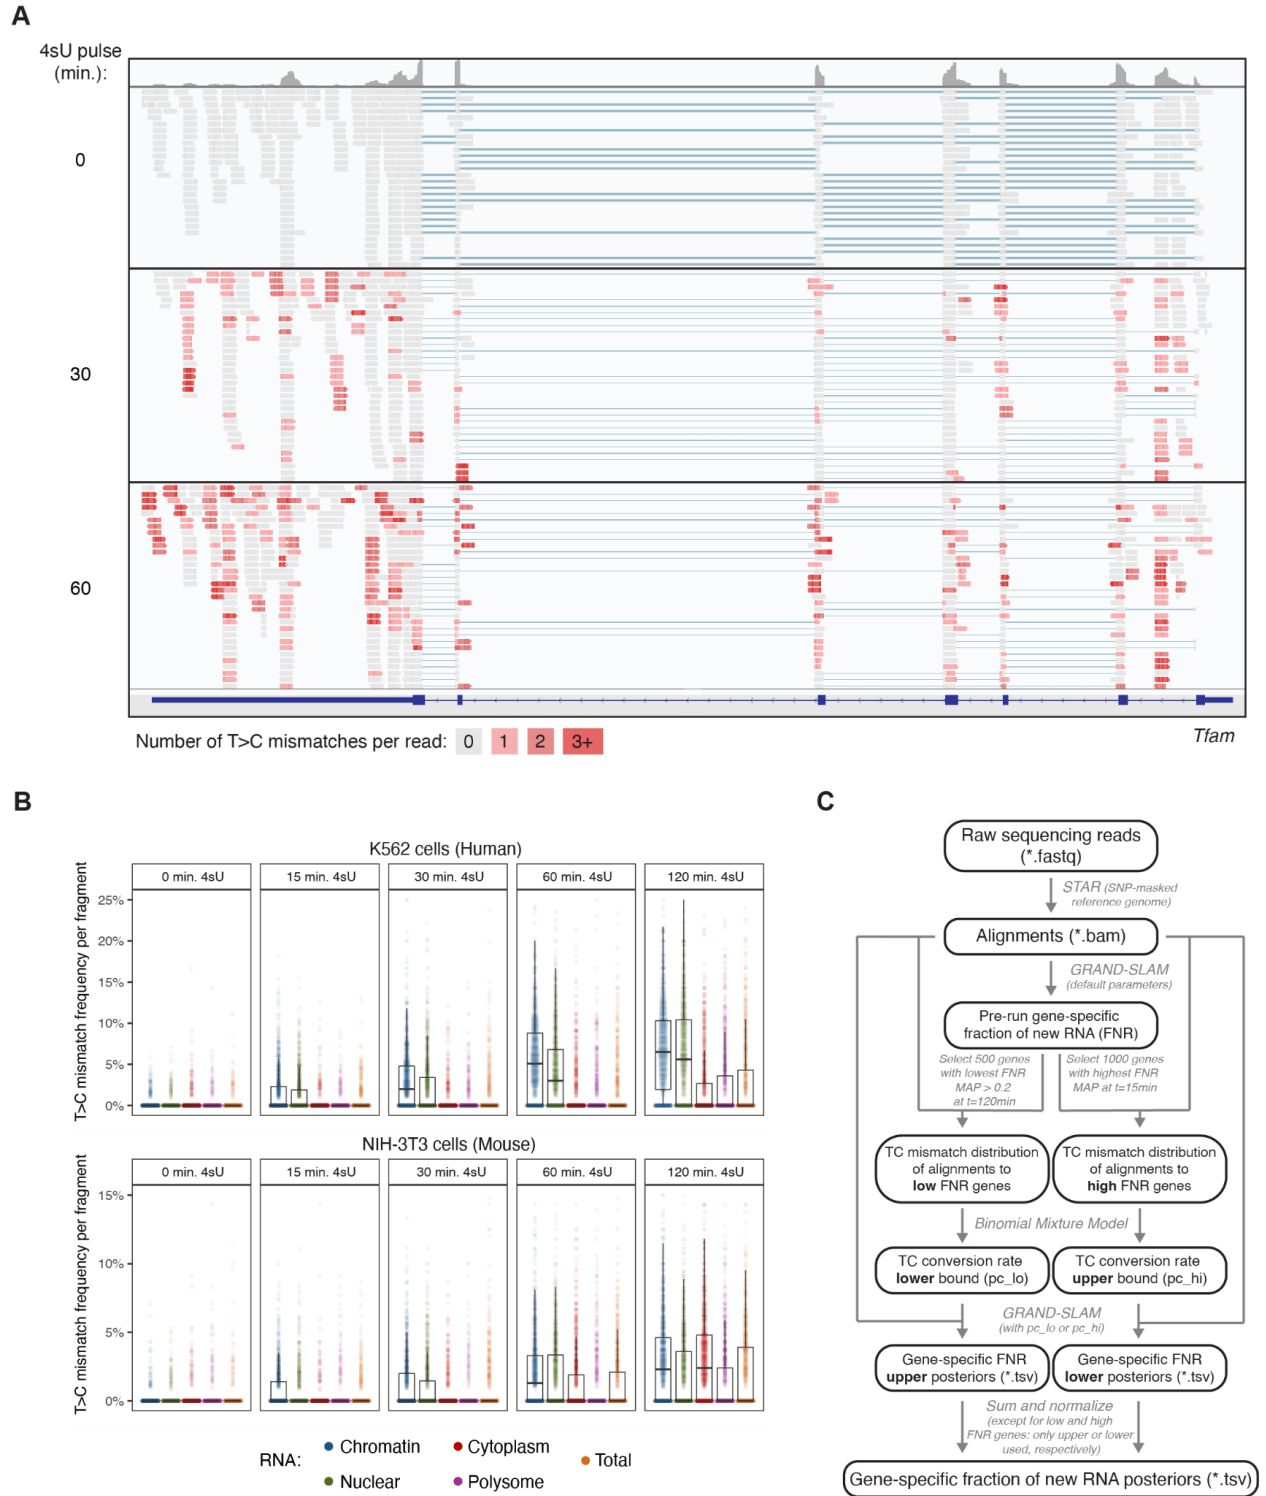 A
4sU pulse
(min.):
0
30
60
Number of T>C mismatches per read: 0 1 2 3+
Tfam
B
K562 cells (Human)
0 min. 4sU 15 min. 4sU 30 min. 4sU 60 min. 4sU 120 min. 4sU
T>C mismatch frequency per fragment
25%
20%
15%
10%
5%
0%
NIH-3T3 cells (Mouse)
0 min. 4sU 15 min. 4sU 30 min. 4sU 60 min. 4sU 120 min. 4sU
T>C mismatch frequency per fragment
15%
10%
5%
0%
RNA:
Chromatin
Cytoplasm
Total
Nuclear
Polysome
C
Raw sequencing reads
(*.fastq)
STAR (SNP-masked
reference genome)
Alignments (*.bam)
GRAND-SLAM
(default parameters)
Pre-run gene-specific
fraction of new RNA (FNR)
Select 500 genes
with lowest FNR
MAP > 0.2
at t=120min
Select 1000 genes
with highest FNR
MAP at t=15min
TC mismatch distribution
of alignments to
low FNR genes
TC mismatch distribution
of alignments to
high FNR genes
Binomial Mixture Model
TC conversion rate
lower bound (pc_lo)
TC conversion rate
upper bound (pc_hi)
GRAND-SLAM
(with pc_lo or pc_hi)
Gene-specific FNR
upper posteriors (*.tsv)
Gene-specific FNR
lower posteriors (*.tsv)
Sum and normalize
(except for low and high
FNR genes: only upper or lower
used, respectively)
Gene-specific fraction of new RNA posteriors (*.tsv)